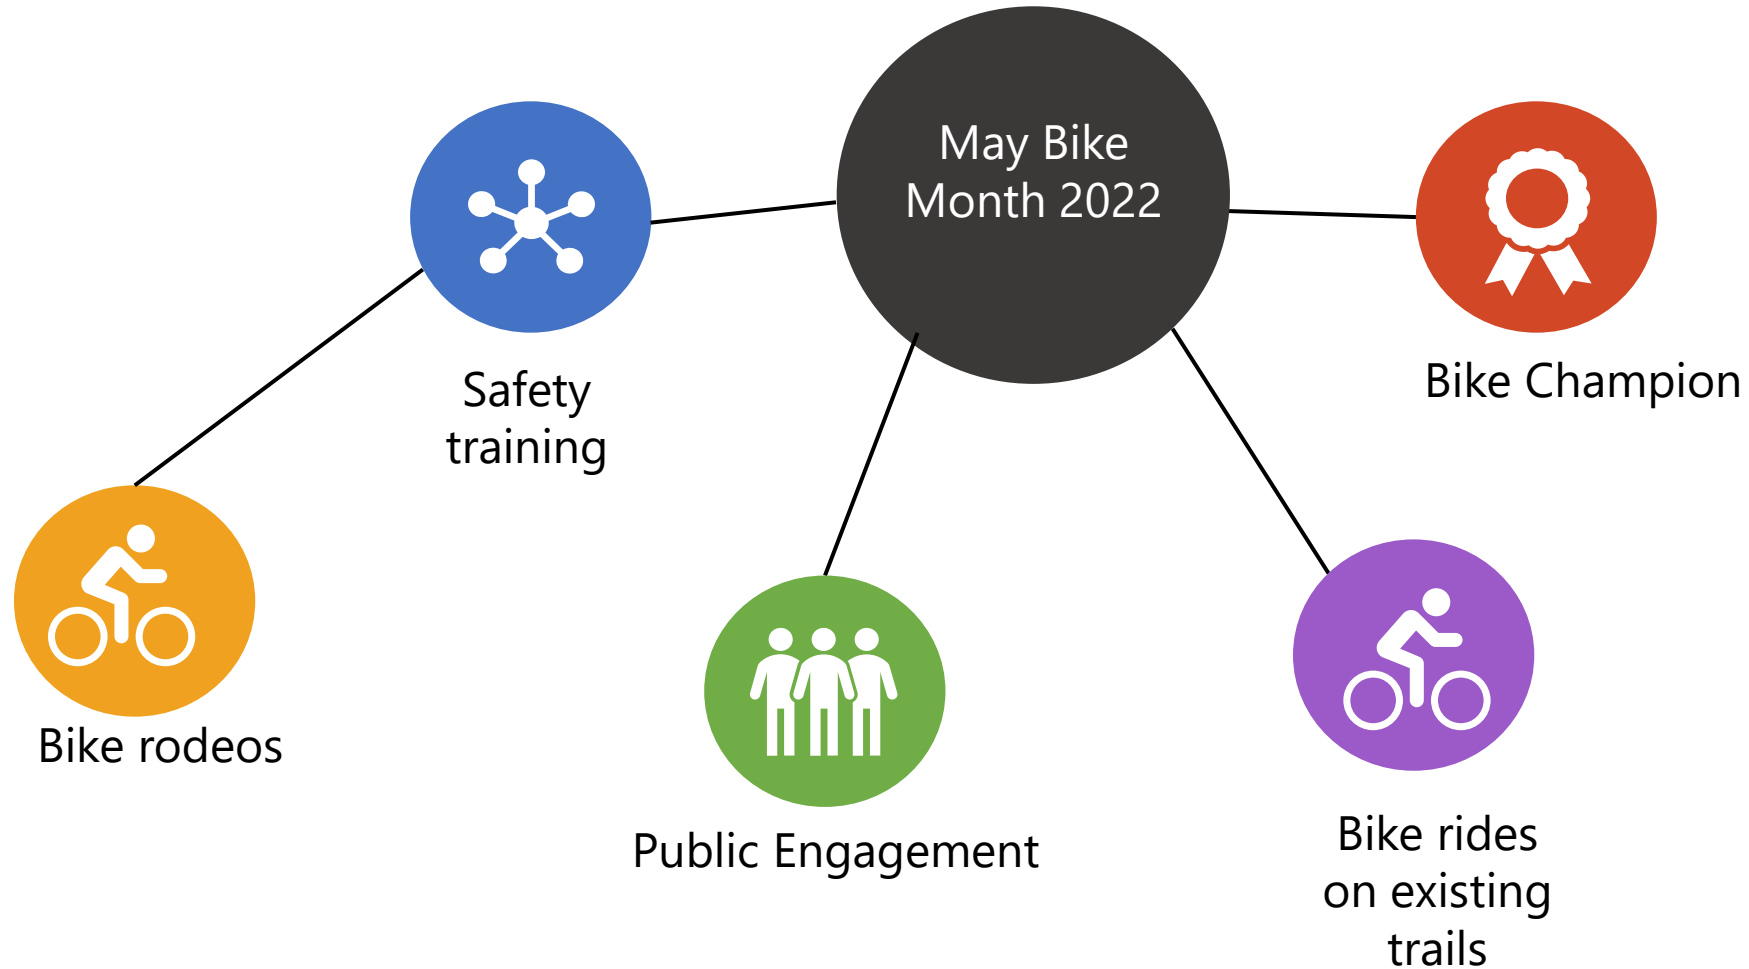 May Bike
Month 2022
Safety
training
Bike Champion
Bike rodeos
Public Engagement
Bike rides
on existing
trails